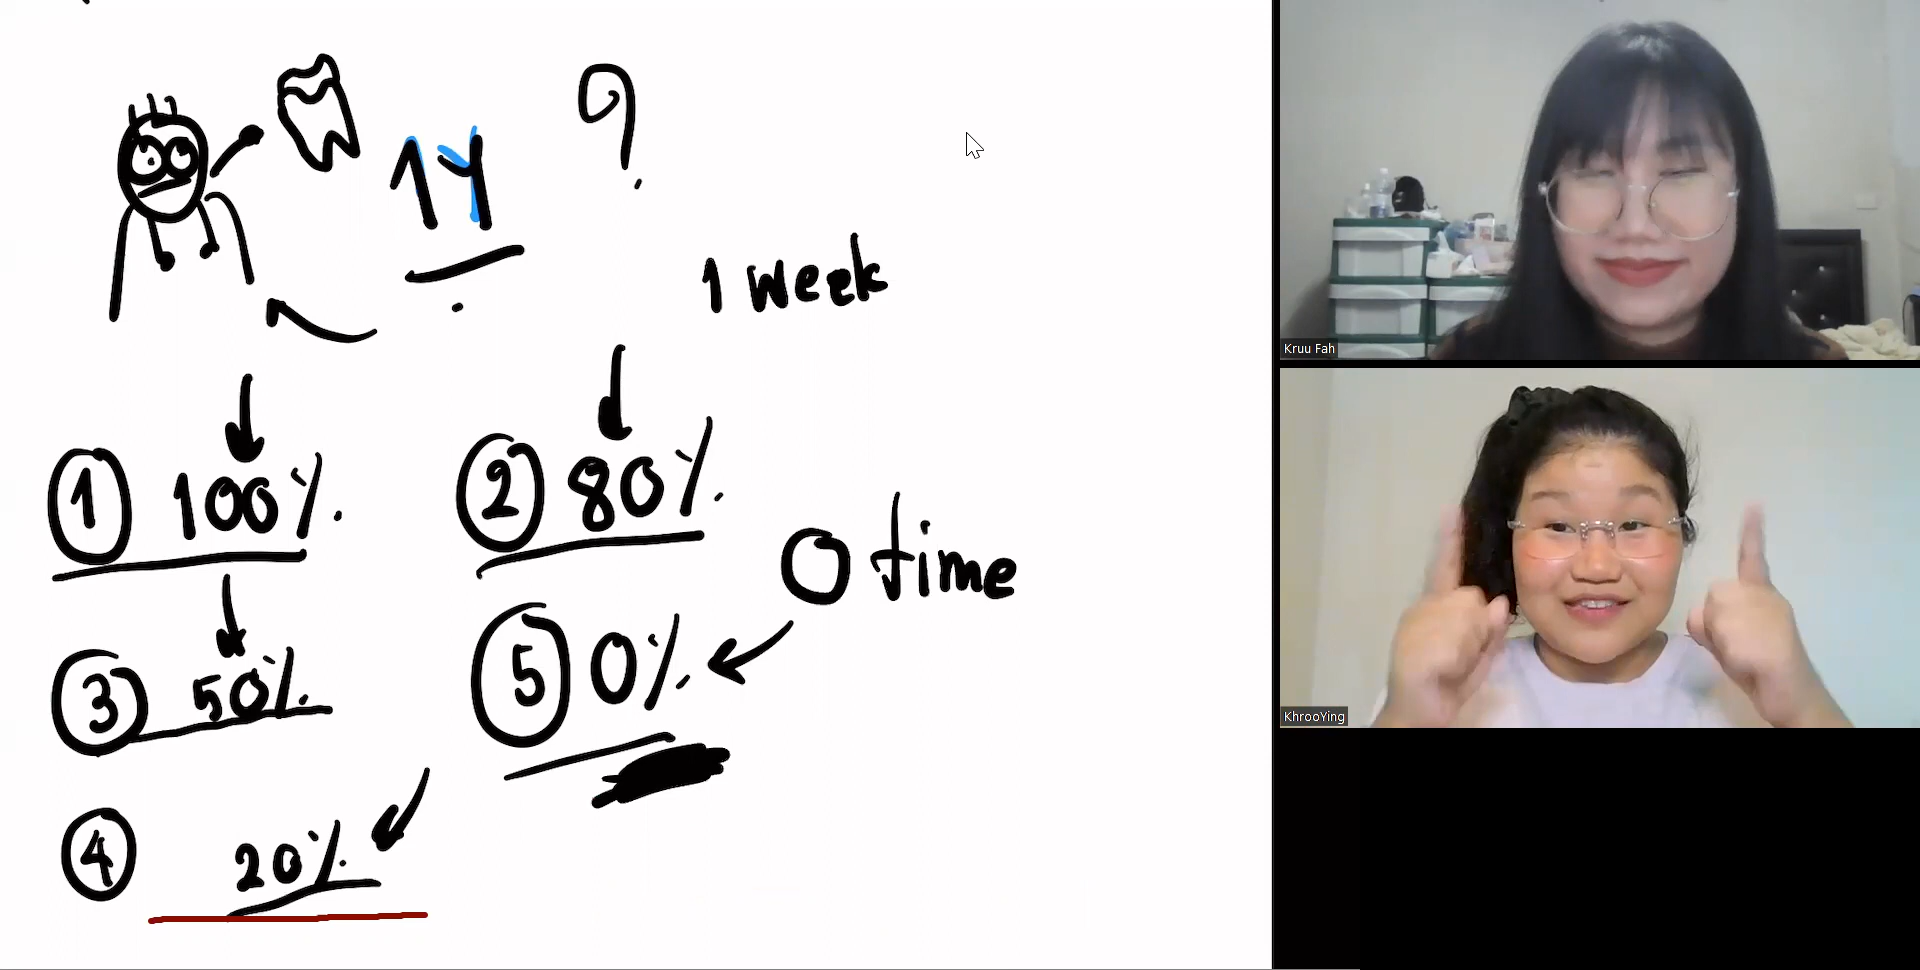 1Y ?
1 week
① 100%. ② 80%.
0 time
③ 50%. ⑤ 0%.
④ 20%.
Kruu Fah
KhrooYing